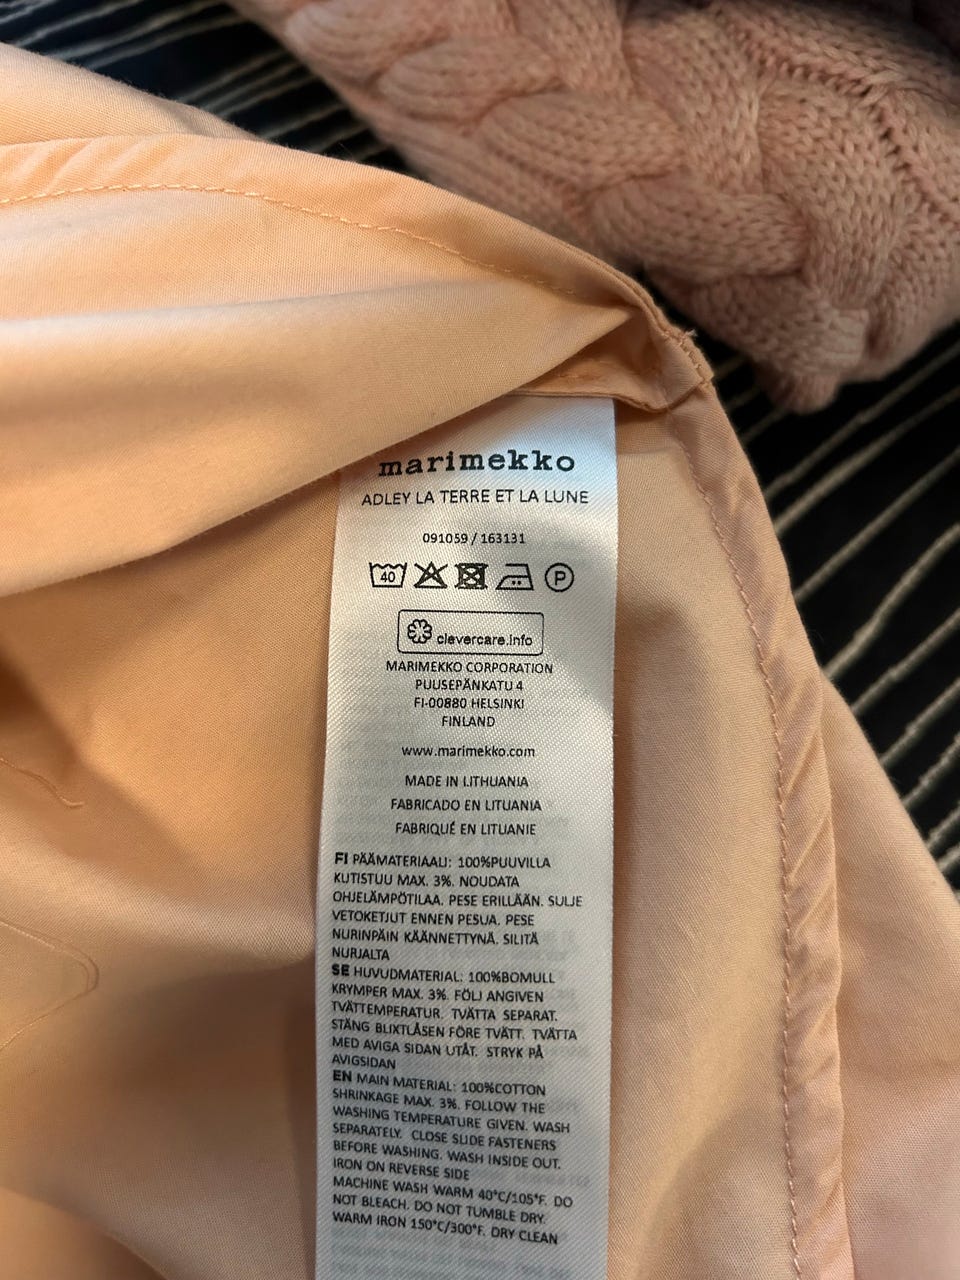 marimekko
ADLEY LA TERRE ET LA LUNE
091059 / 163131
40
P
clevercare.info
MARIMEKKO CORPORATION
PUUSEPÄNKATU 4
FI-00880 HELSINKI
FINLAND
www.marimekko.com
MADE IN LITHUANIA
FABRICADO EN LITUANIA
FABRIQUÉ EN LITUANIE
FI PÄÄMATERIAALI: 100%PUUVILLA
KUTISTUU MAX. 3%. NOUDATA
OHJELÄMPÖTILAA. PESE ERILLÄÄN. SULJE
VETOKETJUT ENNEN PESUA. PESE
NURINPÄIN KÄÄNNETTYNÄ. SILITÄ
NURJALTA
SE HUVUDMATERIAL: 100%BOMULL
KRYMPER MAX. 3%. FÖLJ ANGIVEN
TVÄTTEMPERATUR. TVÄTTA SEPARAT.
STÄNG BLIXTLÅSEN FÖRE TVÄTT. TVÄTTA
MED AVIGA SIDAN UTÅT. STRYK PÅ
AVIGSIDAN
EN MAIN MATERIAL: 100%COTTON
SHRINKAGE MAX. 3%. FOLLOW THE
WASHING TEMPERATURE GIVEN. WASH
SEPARATELY. CLOSE SLIDE FASTENERS
BEFORE WASHING. WASH INSIDE OUT.
IRON ON REVERSE SIDE
MACHINE WASH WARM 40°C/105°F. DO
NOT BLEACH. DO NOT TUMBLE DRY.
WARM IRON 150°C/300°F. DRY CLEAN